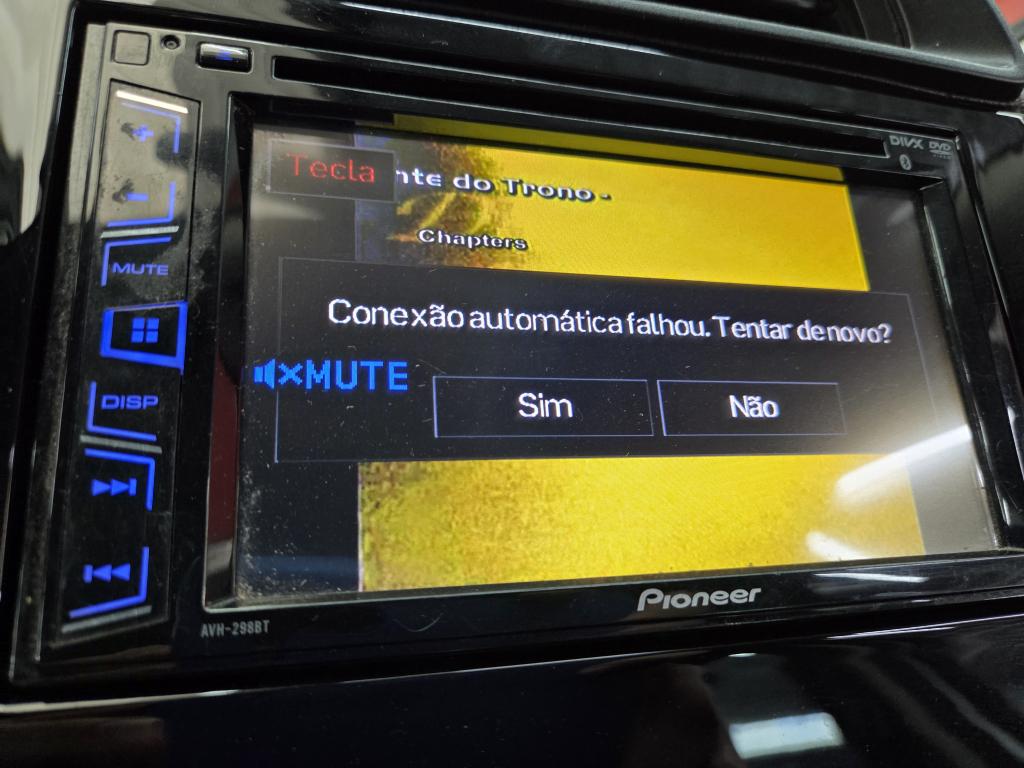 DIVX DVD
Tecla
nte do Trono -
Chapters
+
-
MUTE
Conexão automática falhou. Tentar de novo?
MUTE
Sim
Não
DISP
Pioneer
AVH-298BT